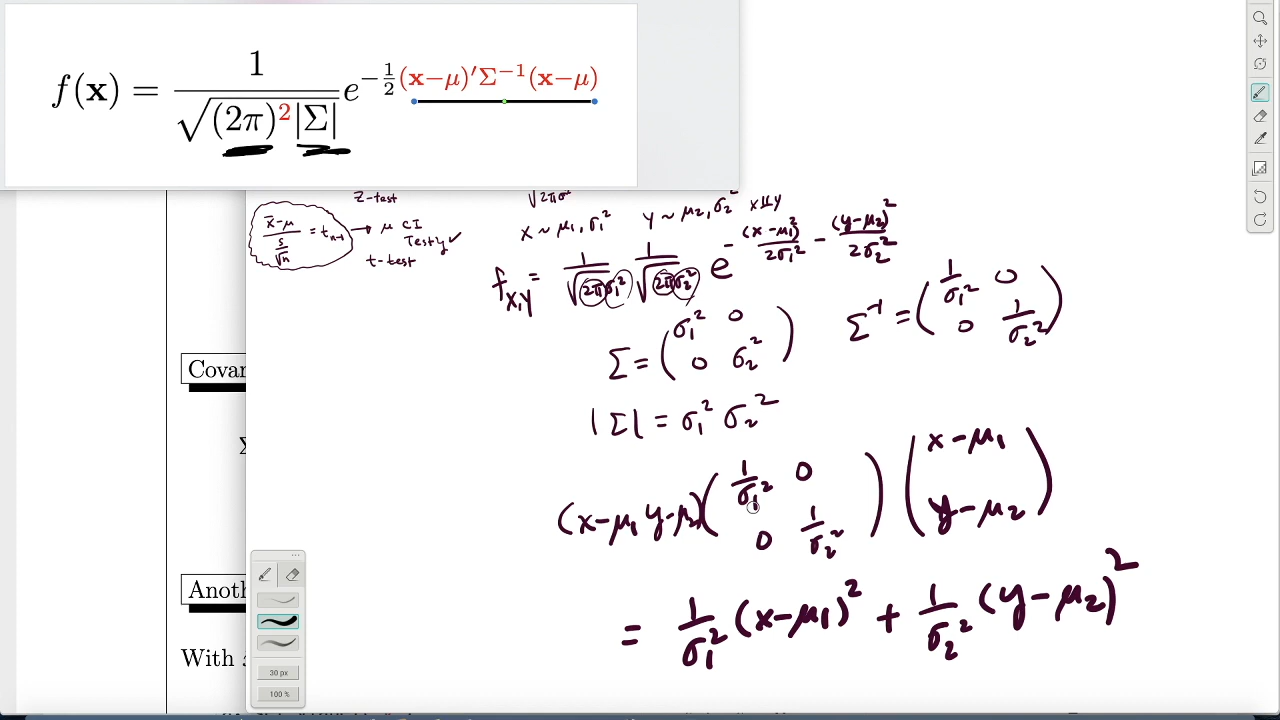 f(x) = 1 / √((2π)²|Σ|) e^{−½(x−μ)′Σ⁻¹(x−μ)}
Z-test
√2πσ²
(x̄−μ)/(s/√n) = t_{n−1} → μ CI
Testy ✓
t-test
x ~ μ₁, σ₁² y ~ μ₂, σ₂² x⫫y
f_{X,Y} = 1/√(2πσ₁²) 1/√(2πσ₂²) e^{−(x−μ₁)²/2σ₁² − (y−μ₂)²/2σ₂²}
Σ = (σ₁² 0 0 σ₂²) Σ⁻¹ = (1/σ₁² 0 0 1/σ₂²)
|Σ| = σ₁² σ₂²
(x−μ₁ y−μ₂) (1/σ₁² 0 0 1/σ₂²) (x−μ₁ y−μ₂)
= 1/σ₁² (x−μ₁)² + 1/σ₂² (y−μ₂)²
Covar
Σ
Anoth
With
30 px
100 %